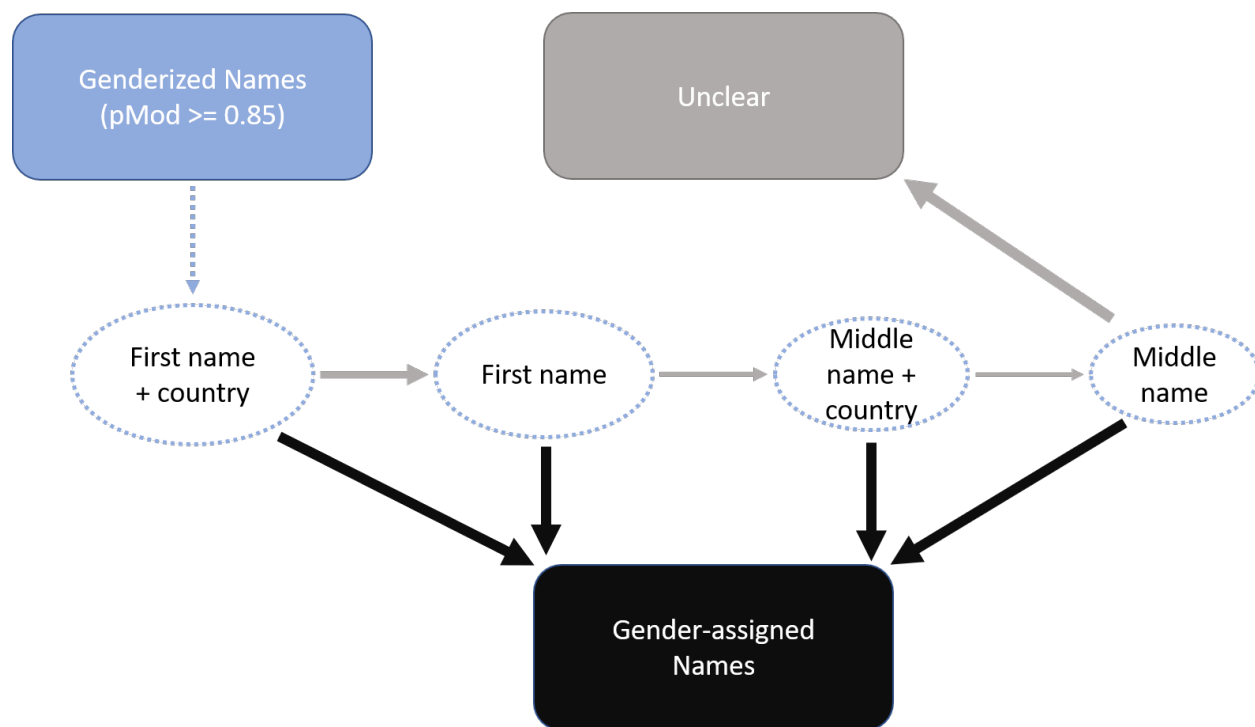 Genderized Names
(pMod >= 0.85)
Unclear
First name
+ country
First name
Middle
name +
country
Middle
name
Gender-assigned
Names